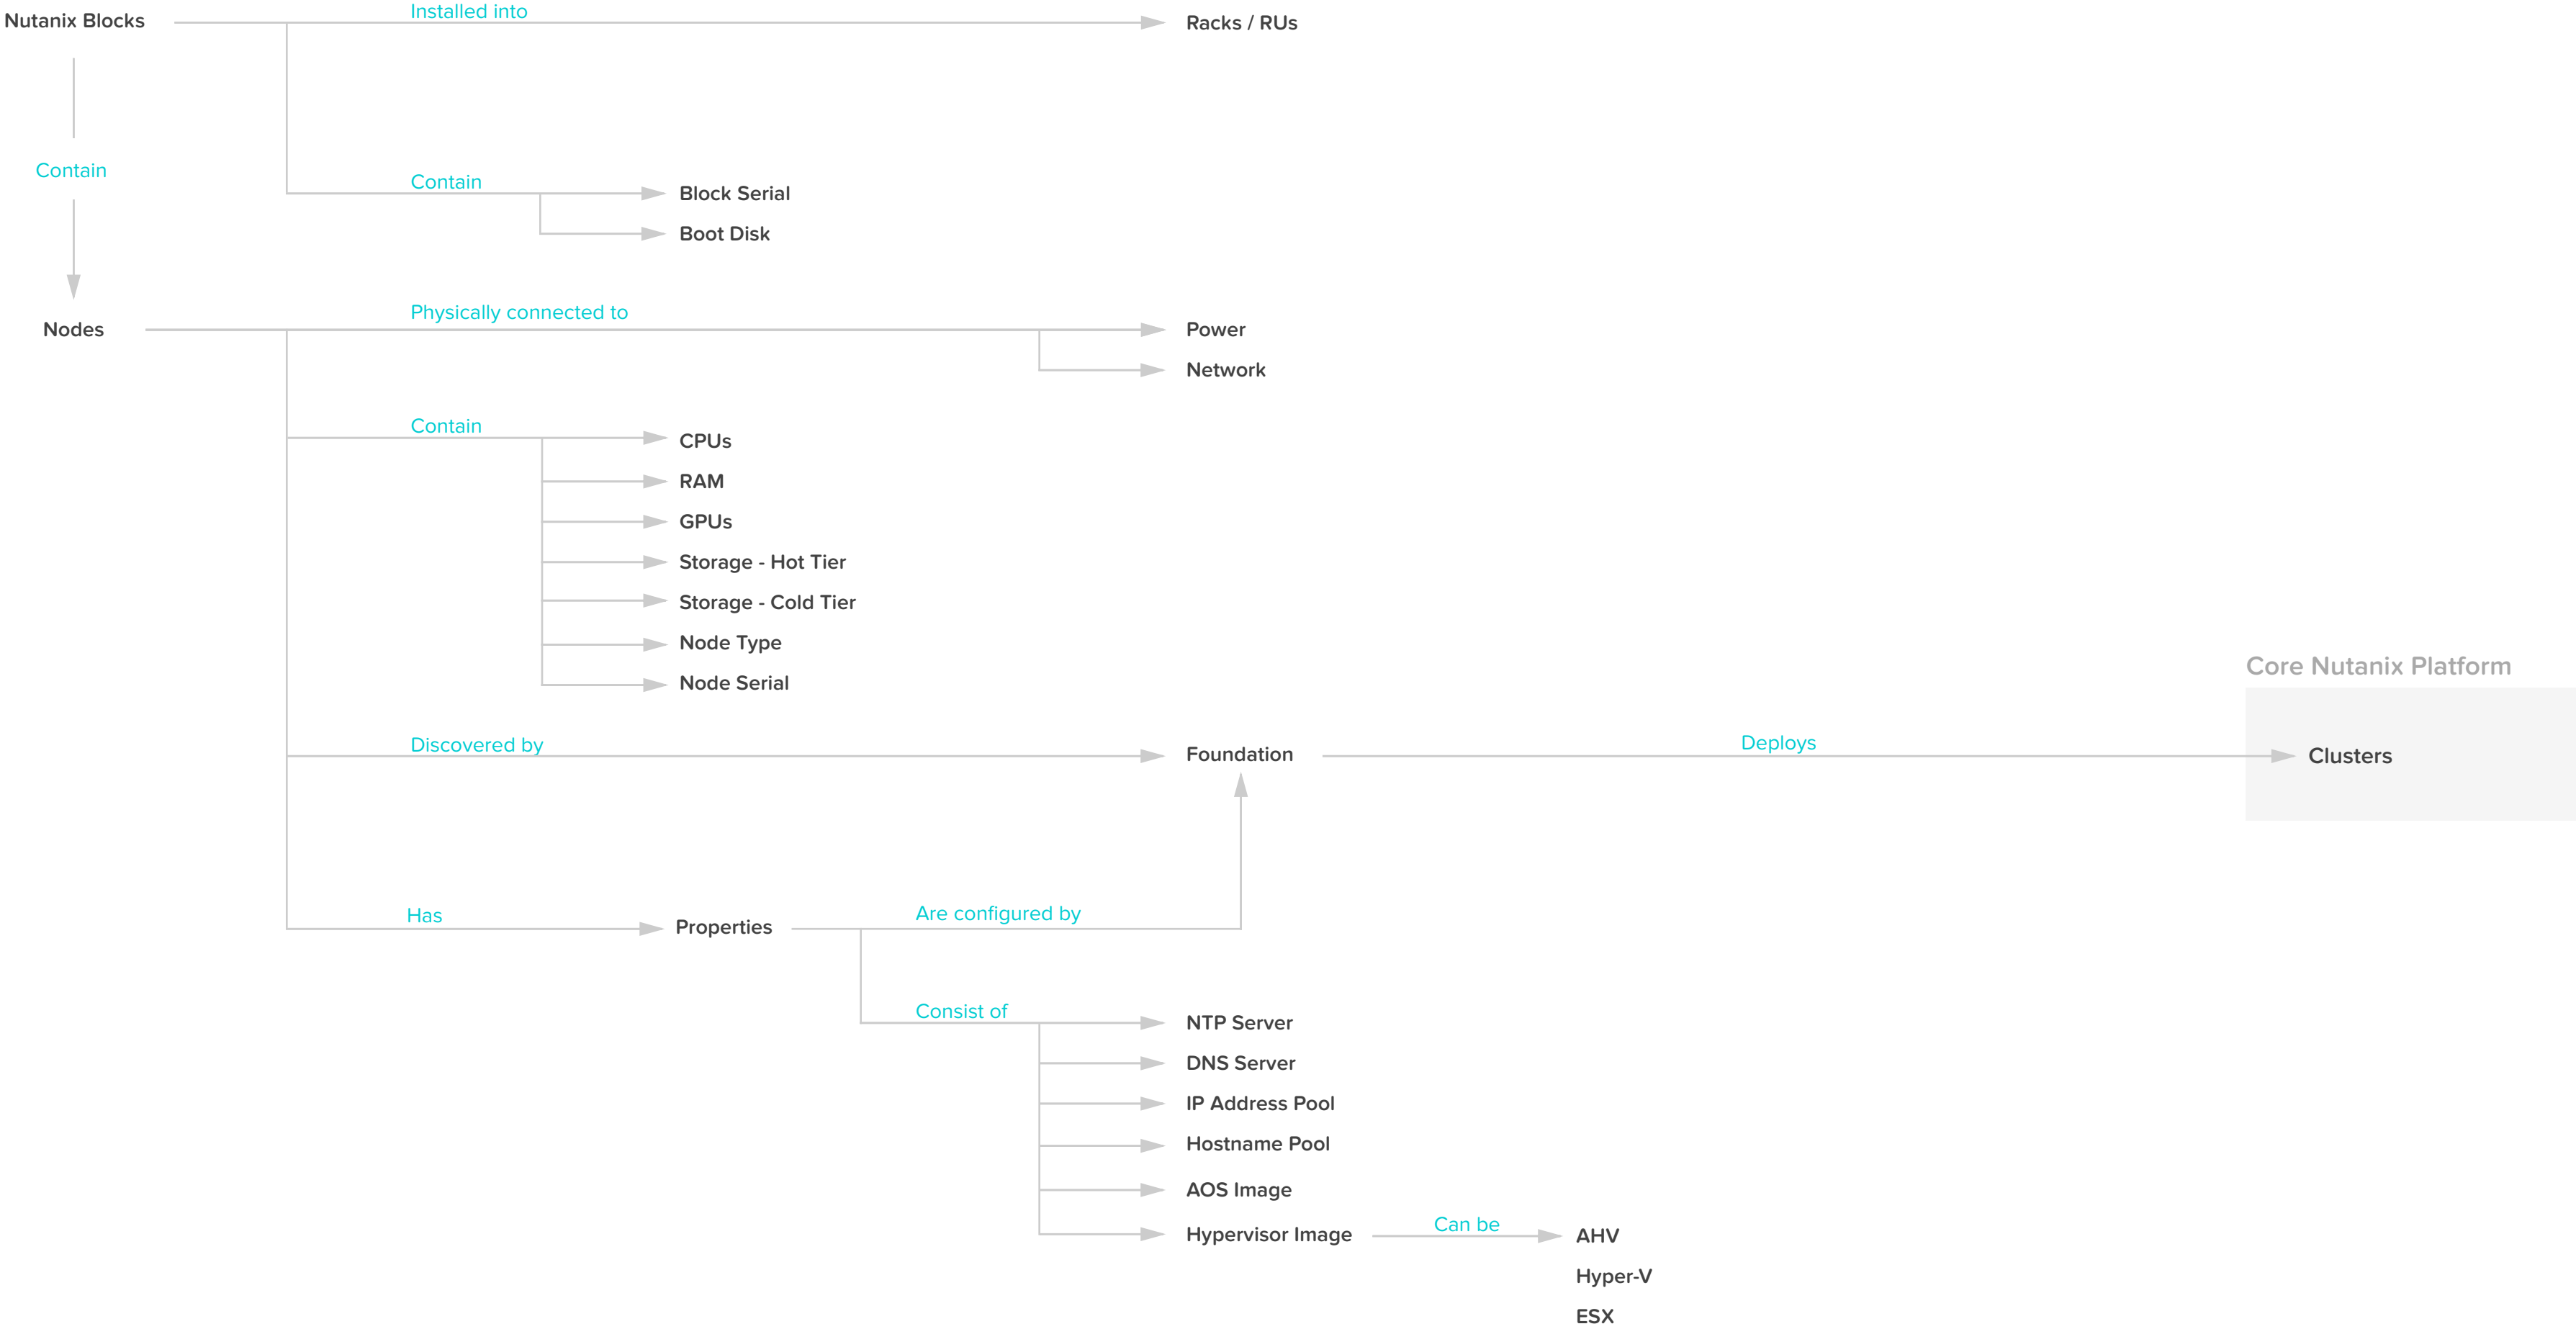 Nutanix Blocks
Installed into
Racks / RUs
Contain
Contain
Block Serial
Boot Disk
Nodes
Physically connected to
Power
Network
Contain
CPUs
RAM
GPUs
Storage - Hot Tier
Storage - Cold Tier
Node Type
Node Serial
Discovered by
Foundation
Deploys
Core Nutanix Platform
Clusters
Has
Properties
Are configured by
Consist of
NTP Server
DNS Server
IP Address Pool
Hostname Pool
AOS Image
Hypervisor Image
Can be
AHV
Hyper-V
ESX